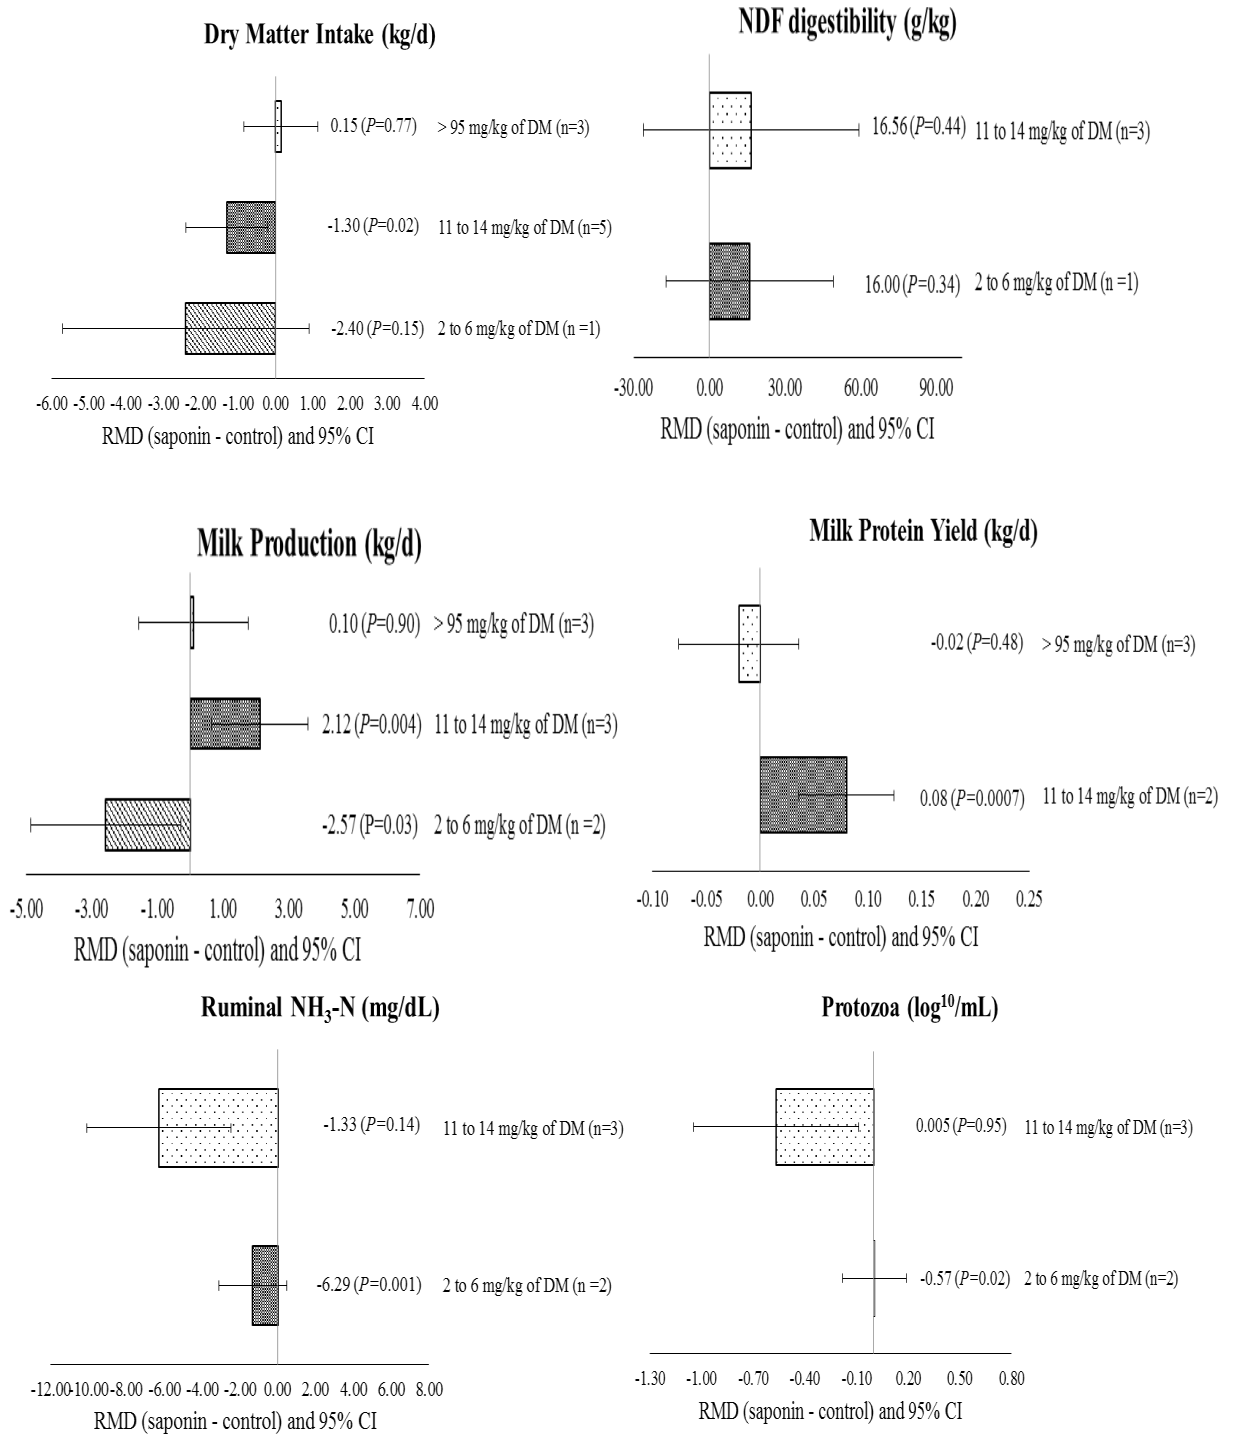 Dry Matter Intake (kg/d)
0.15 (P=0.77) > 95 mg/kg of DM (n=3)
-1.30 (P=0.02) 11 to 14 mg/kg of DM (n=5)
-2.40 (P=0.15) 2 to 6 mg/kg of DM (n =1)
-6.00 -5.00 -4.00 -3.00 -2.00 -1.00 0.00 1.00 2.00 3.00 4.00
RMD (saponin - control) and 95% CI
NDF digestibility (g/kg)
16.56 (P=0.44) 11 to 14 mg/kg of DM (n=3)
16.00 (P=0.34) 2 to 6 mg/kg of DM (n =1)
-30.00 0.00 30.00 60.00 90.00
RMD (saponin - control) and 95% CI
Milk Production (kg/d)
0.10 (P=0.90) > 95 mg/kg of DM (n=3)
2.12 (P=0.004) 11 to 14 mg/kg of DM (n=3)
-2.57 (P=0.03) 2 to 6 mg/kg of DM (n =2)
-5.00 -3.00 -1.00 1.00 3.00 5.00 7.00
RMD (saponin - control) and 95% CI
Milk Protein Yield (kg/d)
-0.02 (P=0.48) > 95 mg/kg of DM (n=3)
0.08 (P=0.0007) 11 to 14 mg/kg of DM (n=2)
-0.10 -0.05 0.00 0.05 0.10 0.15 0.20 0.25
RMD (saponin - control) and 95% CI
Ruminal NH₃-N (mg/dL)
-1.33 (P=0.14) 11 to 14 mg/kg of DM (n=3)
-6.29 (P=0.001) 2 to 6 mg/kg of DM (n =2)
-12.00 -10.00 -8.00 -6.00 -4.00 -2.00 0.00 2.00 4.00 6.00 8.00
RMD (saponin - control) and 95% CI
Protozoa (log¹⁰/mL)
0.005 (P=0.95) 11 to 14 mg/kg of DM (n=3)
-0.57 (P=0.02) 2 to 6 mg/kg of DM (n=2)
-1.30 -1.00 -0.70 -0.40 -0.10 0.20 0.50 0.80
RMD (saponin - control) and 95% CI